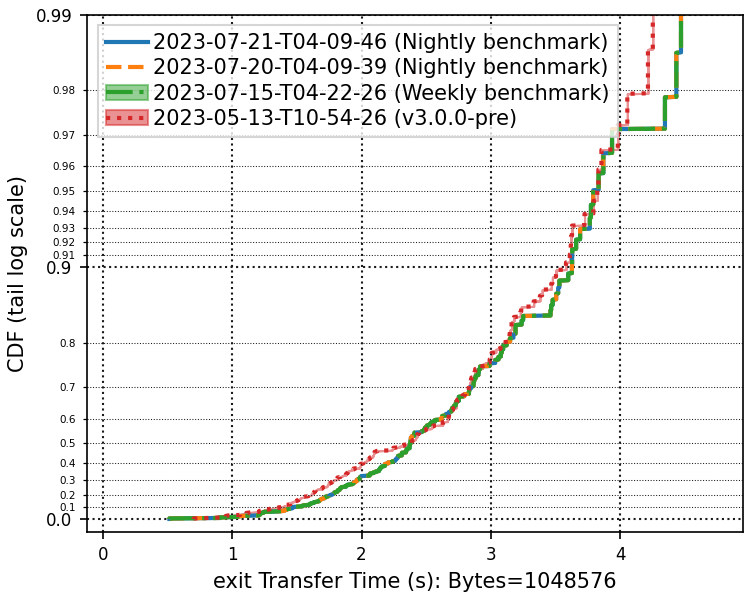 0.99
2023-07-21-T04-09-46 (Nightly benchmark)
2023-07-20-T04-09-39 (Nightly benchmark)
2023-07-15-T04-22-26 (Weekly benchmark)
2023-05-13-T10-54-26 (v3.0.0-pre)
0.98
0.97
0.96
0.95
0.94
0.93
0.92
0.91
0.9
0.8
0.7
0.6
0.5
0.4
0.3
0.2
0.1
0.0
CDF (tail log scale)
0 1 2 3 4
exit Transfer Time (s): Bytes=1048576